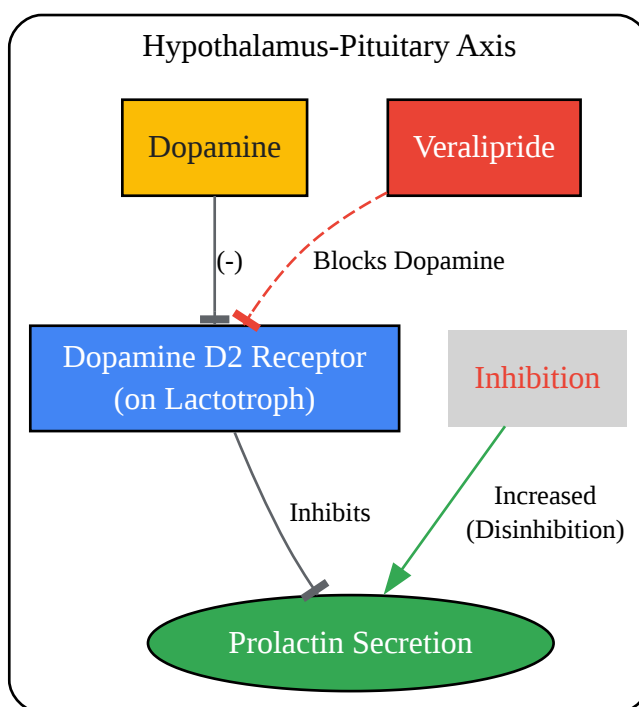 Hypothalamus-Pituitary Axis
Dopamine
Veralipride
(-)
Blocks Dopamine
Dopamine D2 Receptor
(on Lactotroph)
Inhibition
Inhibits
Increased
(Disinhibition)
Prolactin Secretion